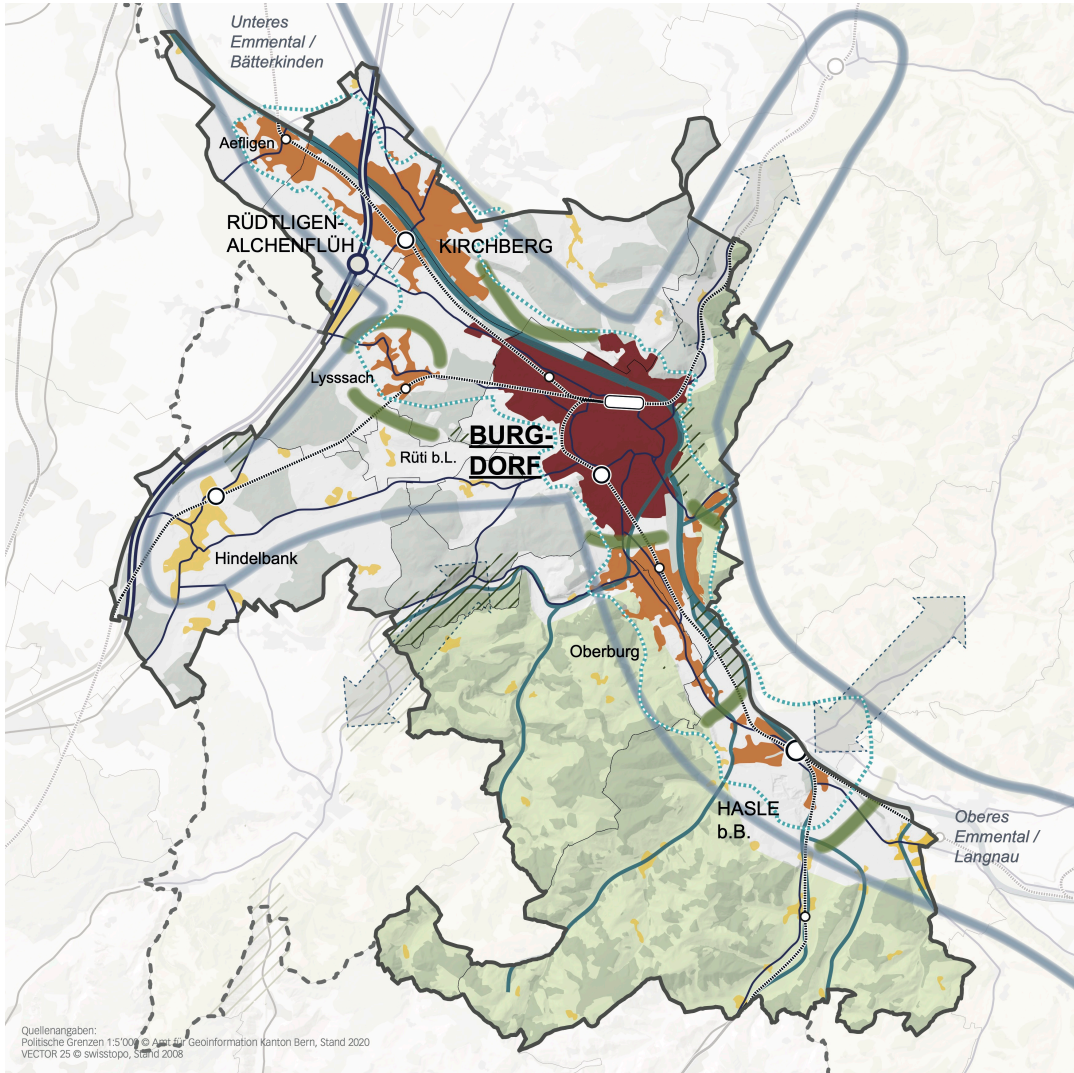 Unteres
Emmental /
Bätterkinden
Aefligen
RÜDTLIGEN-
ALCHENFLÜH
KIRCHBERG
Lysssach
BURG-
DORF
Rüti b.L.
Hindelbank
Oberburg
HASLE
b.B.
Oberes
Emmental /
Langnau
Quellenangaben:
Politische Grenzen 1:5'000 © Amt für Geoinformation Kanton Bern, Stand 2020
VECTOR 25 © swisstopo, Stand 2008